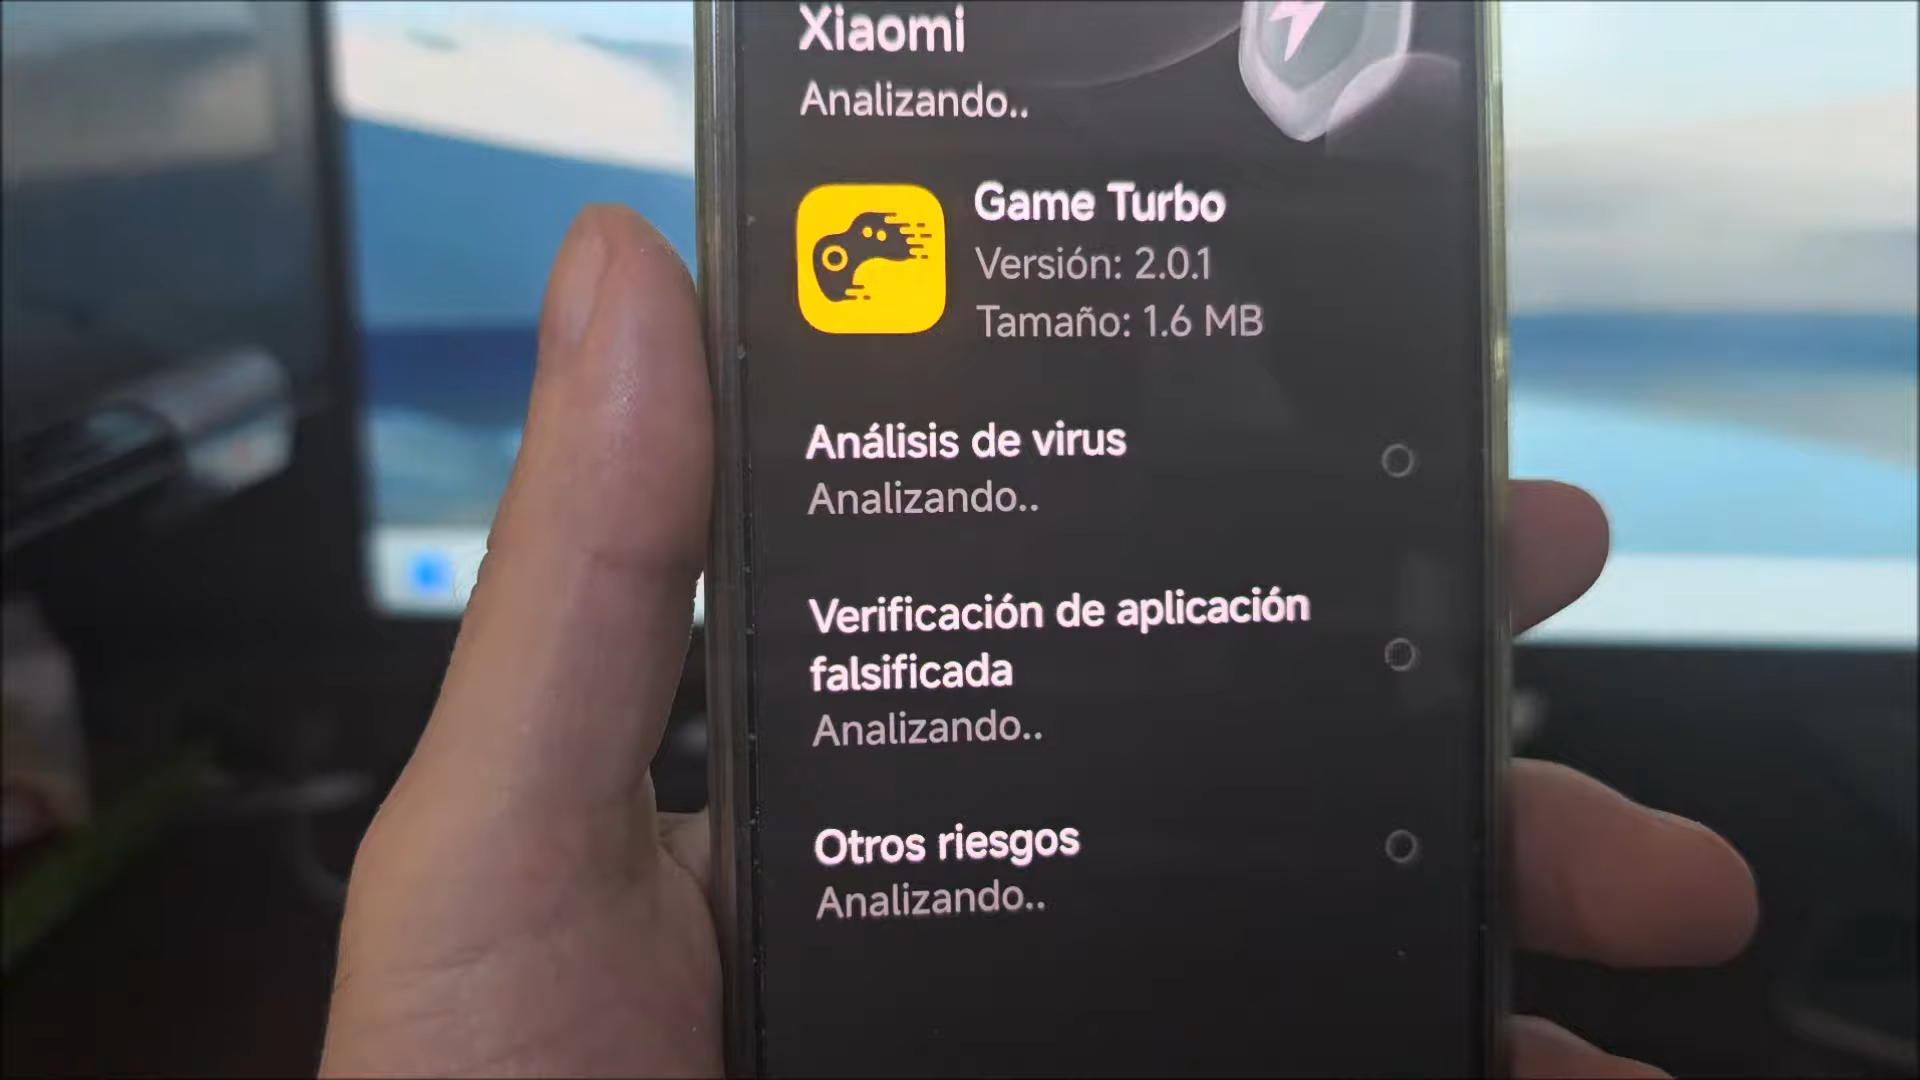 Xiaomi
Analizando..
Game Turbo
Versión: 2.0.1
Tamaño: 1.6 MB
Análisis de virus
Analizando..
Verificación de aplicación
falsificada
Analizando..
Otros riesgos
Analizando..